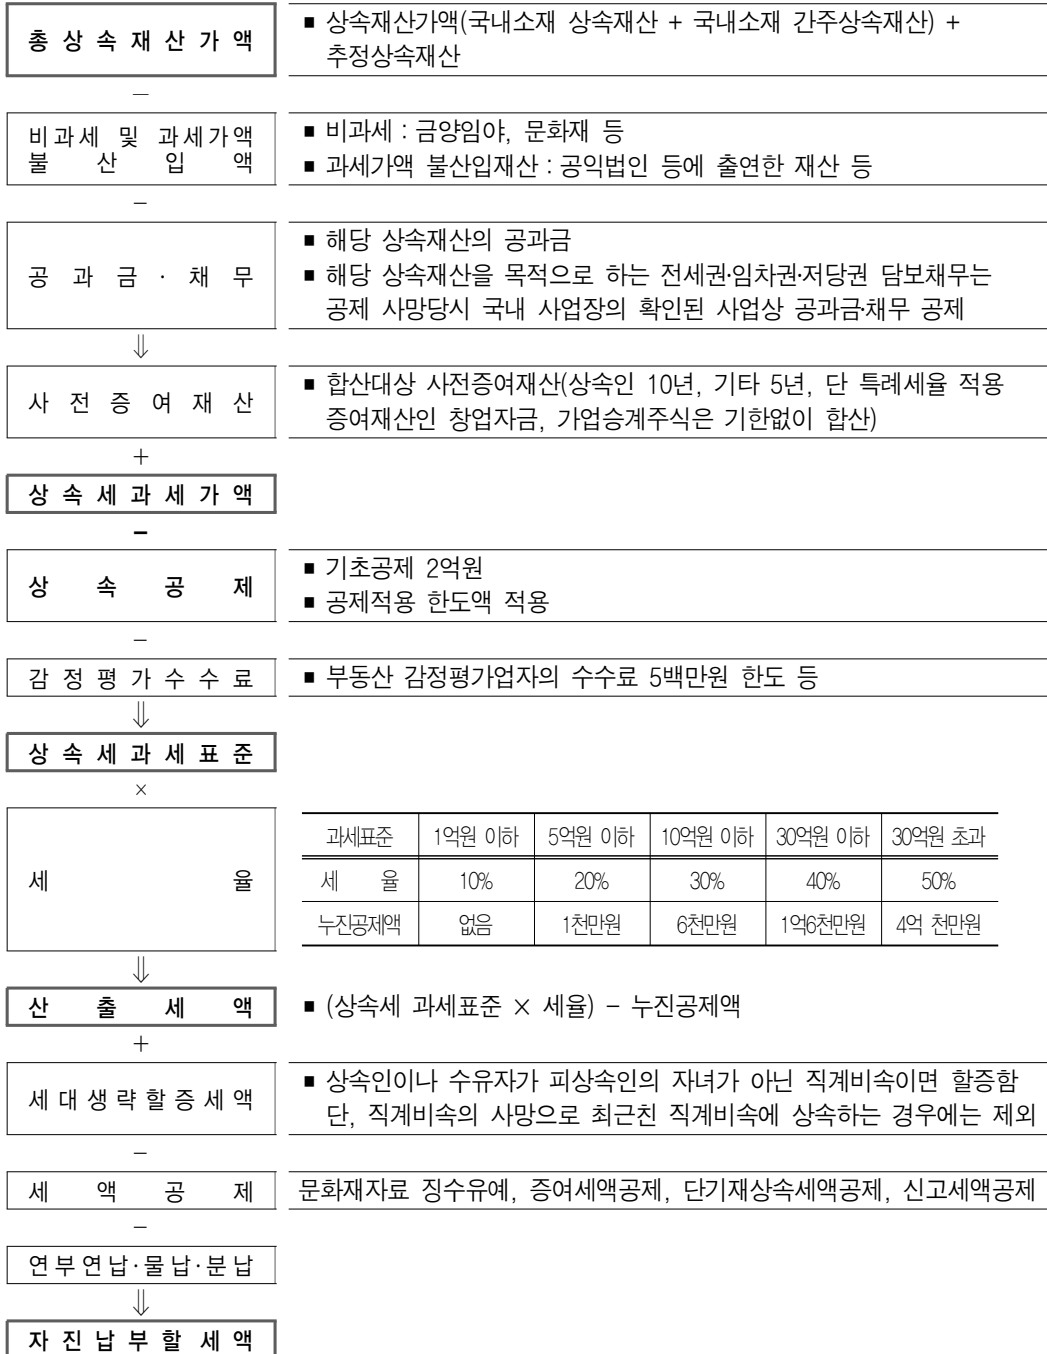 총 상 속 재 산 가 액
■ 상속재산가액(국내소재 상속재산 + 국내소재 간주상속재산) +
추정상속재산
－
비과세 및 과세가액
불 산 입 액
■ 비과세 : 금양임야, 문화재 등
■ 과세가액 불산입재산 : 공익법인 등에 출연한 재산 등
－
공 과 금 · 채 무
■ 해당 상속재산의 공과금
■ 해당 상속재산을 목적으로 하는 전세권·임차권·저당권 담보채무는
공제 사망당시 국내 사업장의 확인된 사업상 공과금·채무 공제
⇓
사 전 증 여 재 산
■ 합산대상 사전증여재산(상속인 10년, 기타 5년, 단 특례세율 적용
증여재산인 창업자금, 가업승계주식은 기한없이 합산)
＋
상 속 세 과 세 가 액
－
상 속 공 제
■ 기초공제 2억원
■ 공제적용 한도액 적용
－
감 정 평 가 수 수 료
■ 부동산 감정평가업자의 수수료 5백만원 한도 등
⇓
상 속 세 과 세 표 준
×
세 율
과세표준 1억원 이하 5억원 이하 10억원 이하 30억원 이하 30억원 초과
세 율 10% 20% 30% 40% 50%
누진공제액 없음 1천만원 6천만원 1억6천만원 4억 천만원
⇓
산 출 세 액
■ (상속세 과세표준 × 세율) － 누진공제액
＋
세 대 생 략 할 증 세 액
■ 상속인이나 수유자가 피상속인의 자녀가 아닌 직계비속이면 할증함
단, 직계비속의 사망으로 최근친 직계비속에 상속하는 경우에는 제외
－
세 액 공 제
문화재자료 징수유예, 증여세액공제, 단기재상속세액공제, 신고세액공제
－
연 부 연 납 · 물 납 · 분 납
⇓
자 진 납 부 할 세 액